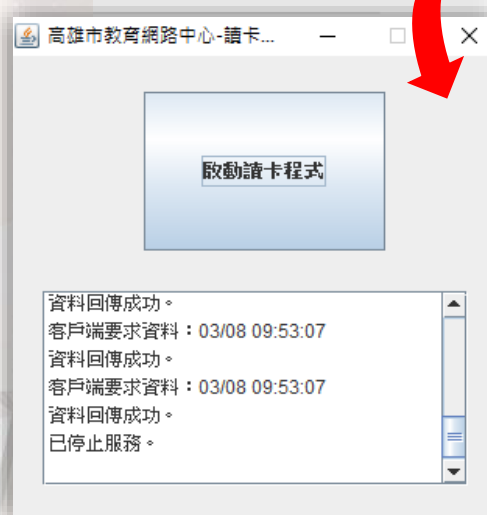 高雄市教育網路中心-讀卡...
啟動讀卡程式
資料回傳成功。
客戶端要求資料：03/08 09:53:07
資料回傳成功。
客戶端要求資料：03/08 09:53:07
資料回傳成功。
已停止服務。